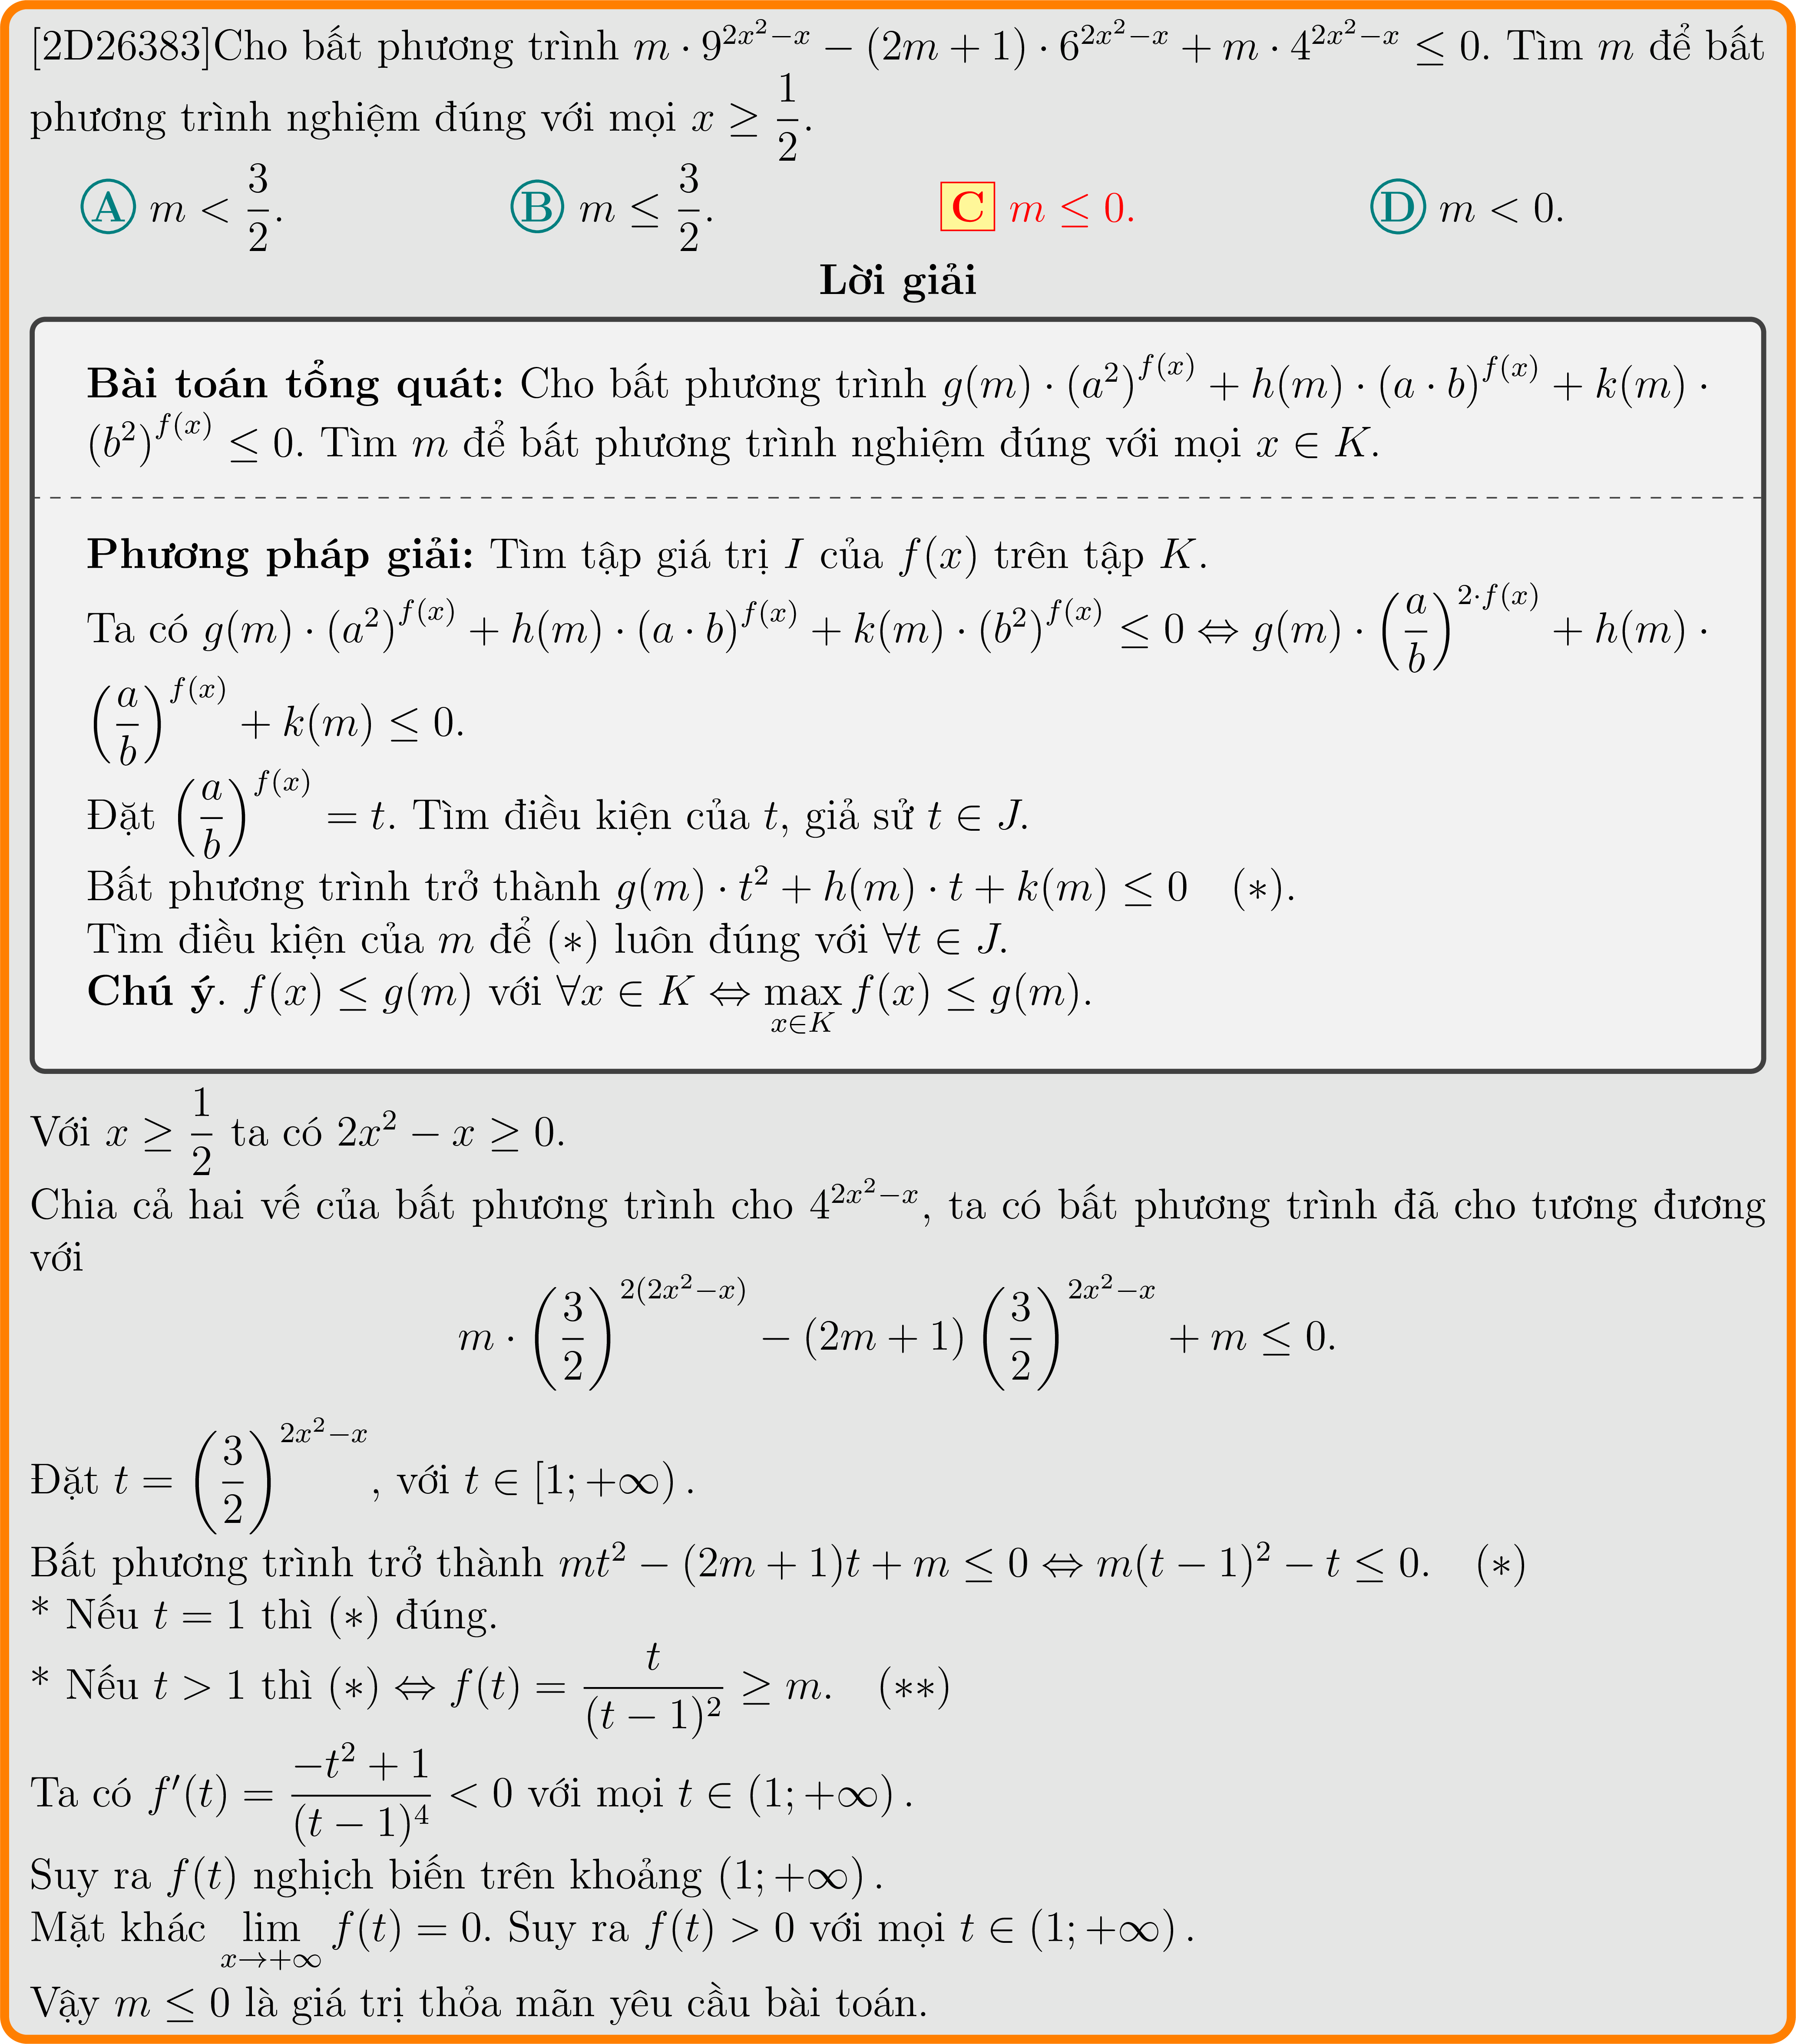 [2D26383]Cho bất phương trình $m \cdot 9^{2x^2-x} - (2m+1) \cdot 6^{2x^2-x} + m \cdot 4^{2x^2-x} \leq 0$. Tìm $m$ để bất
phương trình nghiệm đúng với mọi $x \geq \dfrac{1}{2}$.
A $m < \dfrac{3}{2}$. B $m \leq \dfrac{3}{2}$. C $m \leq 0$. D $m < 0$.
Lời giải
Bài toán tổng quát: Cho bất phương trình $g(m) \cdot (a^2)^{f(x)} + h(m) \cdot (a \cdot b)^{f(x)} + k(m) \cdot$
$(b^2)^{f(x)} \leq 0$. Tìm $m$ để bất phương trình nghiệm đúng với mọi $x \in K$.
Phương pháp giải: Tìm tập giá trị $I$ của $f(x)$ trên tập $K$.
Ta có $g(m) \cdot (a^2)^{f(x)} + h(m) \cdot (a \cdot b)^{f(x)} + k(m) \cdot (b^2)^{f(x)} \leq 0 \Leftrightarrow g(m) \cdot \left(\dfrac{a}{b}\right)^{2 \cdot f(x)} + h(m) \cdot$
$\left(\dfrac{a}{b}\right)^{f(x)} + k(m) \leq 0$.
Đặt $\left(\dfrac{a}{b}\right)^{f(x)} = t$. Tìm điều kiện của $t$, giả sử $t \in J$.
Bất phương trình trở thành $g(m) \cdot t^2 + h(m) \cdot t + k(m) \leq 0 \quad (*)$.
Tìm điều kiện của $m$ để $(*)$ luôn đúng với $\forall t \in J$.
Chú ý. $f(x) \leq g(m)$ với $\forall x \in K \Leftrightarrow \max\limits_{x \in K} f(x) \leq g(m)$.
Với $x \geq \dfrac{1}{2}$ ta có $2x^2 - x \geq 0$.
Chia cả hai vế của bất phương trình cho $4^{2x^2-x}$, ta có bất phương trình đã cho tương đương
với
$m \cdot \left(\dfrac{3}{2}\right)^{2(2x^2-x)} - (2m+1) \left(\dfrac{3}{2}\right)^{2x^2-x} + m \leq 0.$
Đặt $t = \left(\dfrac{3}{2}\right)^{2x^2-x}$, với $t \in [1; +\infty)$.
Bất phương trình trở thành $mt^2 - (2m+1)t + m \leq 0 \Leftrightarrow m(t-1)^2 - t \leq 0. \quad (*)$
* Nếu $t = 1$ thì $(*)$ đúng.
* Nếu $t > 1$ thì $(*) \Leftrightarrow f(t) = \dfrac{t}{(t-1)^2} \geq m. \quad (**)$
Ta có $f'(t) = \dfrac{-t^2+1}{(t-1)^4} < 0$ với mọi $t \in (1; +\infty)$.
Suy ra $f(t)$ nghịch biến trên khoảng $(1; +\infty)$.
Mặt khác $\lim\limits_{x \to +\infty} f(t) = 0$. Suy ra $f(t) > 0$ với mọi $t \in (1; +\infty)$.
Vậy $m \leq 0$ là giá trị thỏa mãn yêu cầu bài toán.